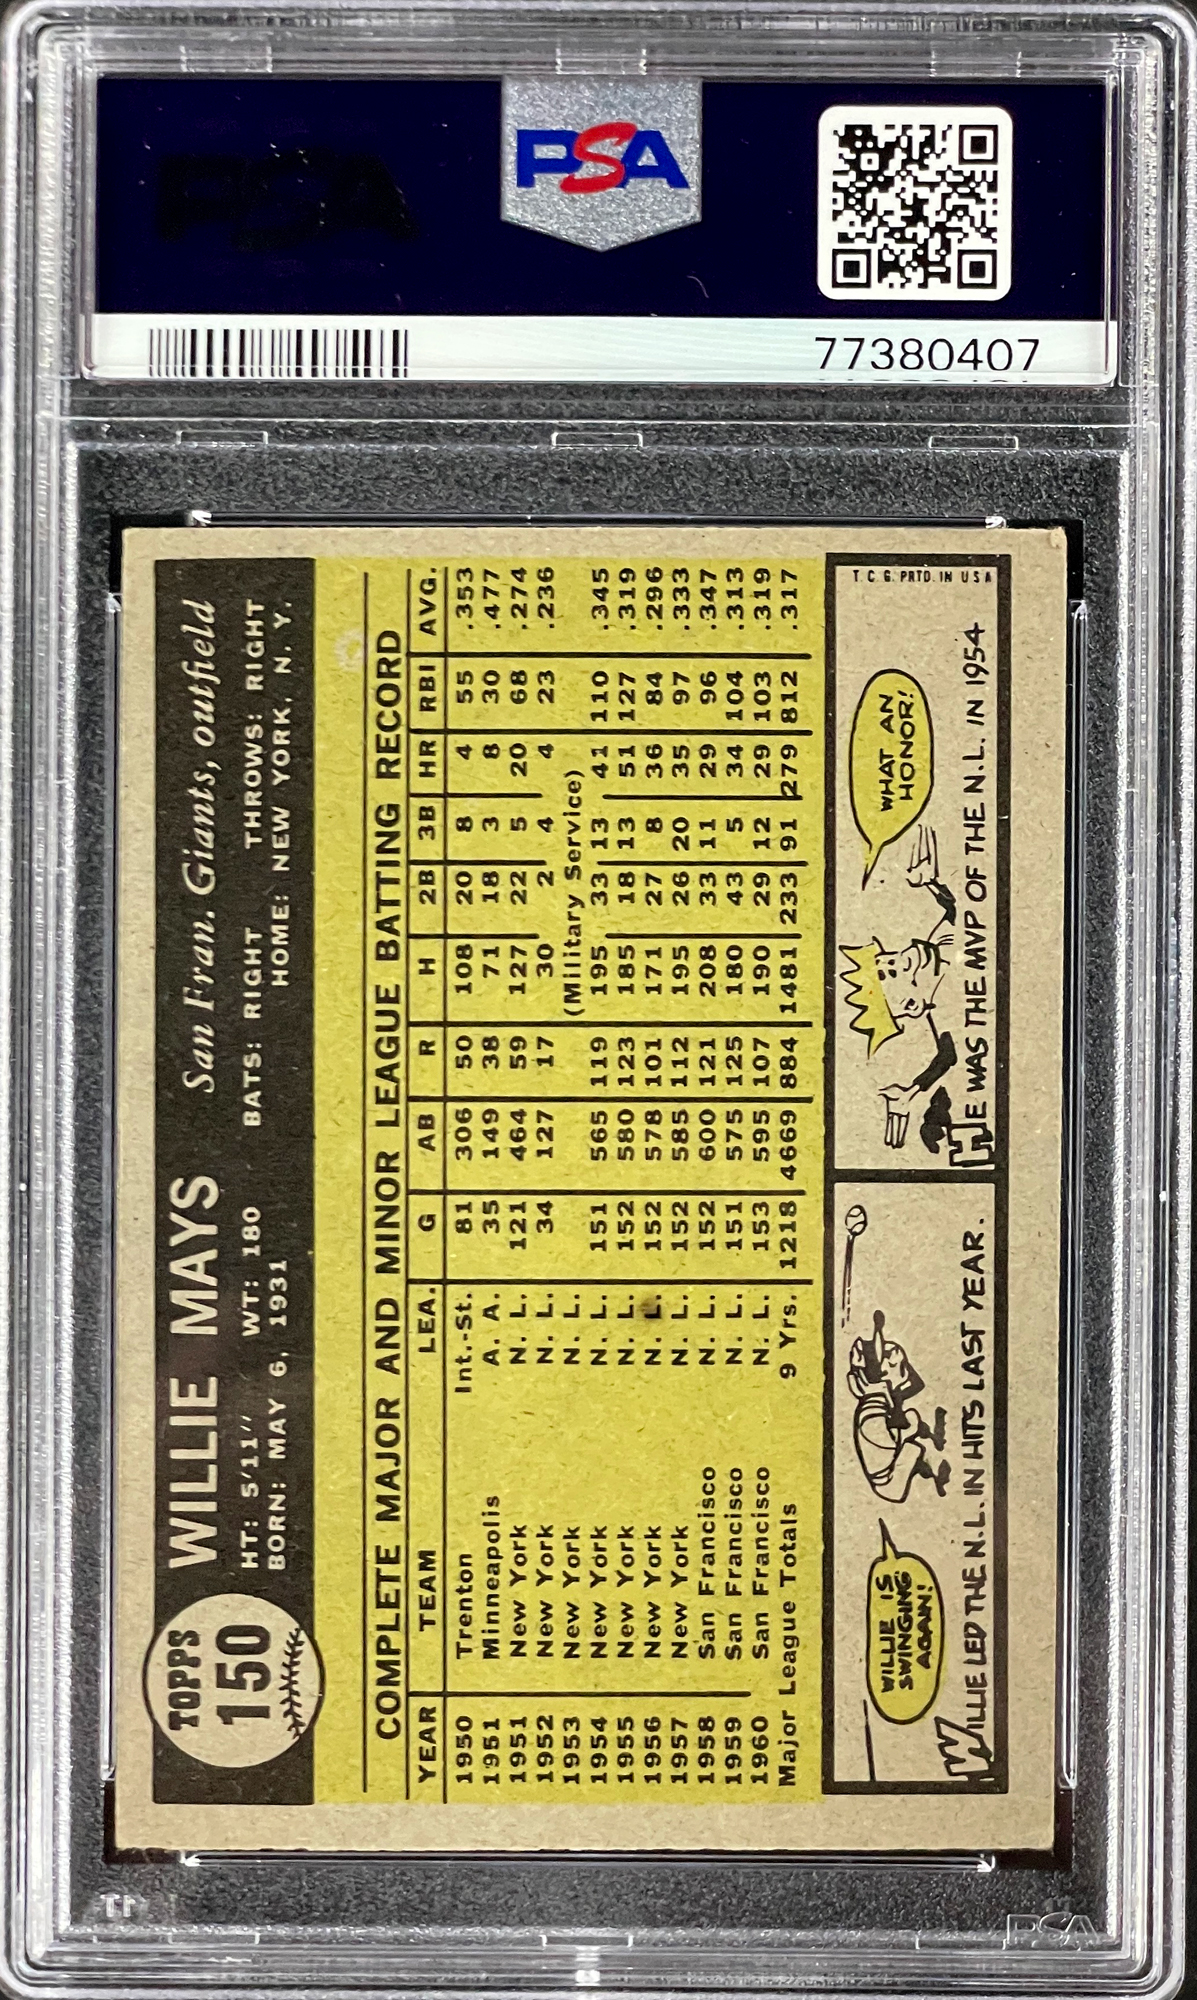 PSA
PSA
77380407
TOPPS
150
WILLIE MAYS San Fran. Giants, outfield
HT: 5'11" WT: 180 BATS: RIGHT THROWS: RIGHT
BORN: MAY 6, 1931 HOME: NEW YORK, N. Y.
COMPLETE MAJOR AND MINOR LEAGUE BATTING RECORD
YEAR TEAM LEA. G AB R H 2B 3B HR RBI AVG.
1950 Trenton Int.-St. 81 306 50 108 20 8 4 55 .353
1951 Minneapolis A. A. 35 149 38 71 18 3 8 30 .477
1951 New York N. L. 121 464 59 127 22 5 20 68 .274
1952 New York N. L. 34 127 17 30 2 4 4 23 .236
1953 New York N. L. (Military Service)
1954 New York N. L. 151 565 119 195 33 13 41 110 .345
1955 New York N. L. 152 580 123 185 18 13 51 127 .319
1956 New York N. L. 152 578 101 171 27 8 36 84 .296
1957 New York N. L. 152 585 112 195 26 20 35 97 .333
1958 San Francisco N. L. 152 600 121 208 33 11 29 96 .347
1959 San Francisco N. L. 151 575 125 180 43 5 34 104 .313
1960 San Francisco N. L. 153 595 107 190 29 12 29 103 .319
Major League Totals 9 Yrs. 1218 4669 884 1481 233 91 279 812 .317
WILLIE IS
SWINGING
AGAIN!
WILLIE LED THE N.L. IN HITS LAST YEAR.
WHAT AN
HONOR!
HE WAS THE MVP OF THE N.L. IN 1954
T. C. G. PRTD. IN U S A
PSA